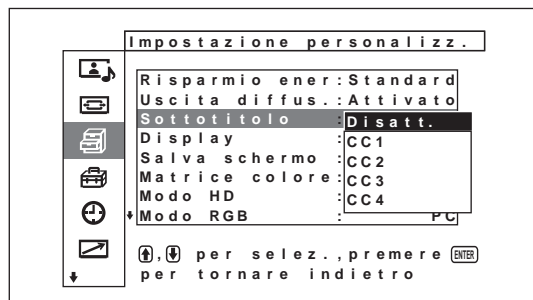 Impostazione personalizz.
Risparmio ener:Standard
Uscita diffus.:Attivato
Sottotitolo :Disatt.
Display :
CC1
Salva schermo :
CC2
Matrice colore:
CC3
Modo HD :
CC4
Modo RGB : PC
, per selez.,premere ENTER
per tornare indietro